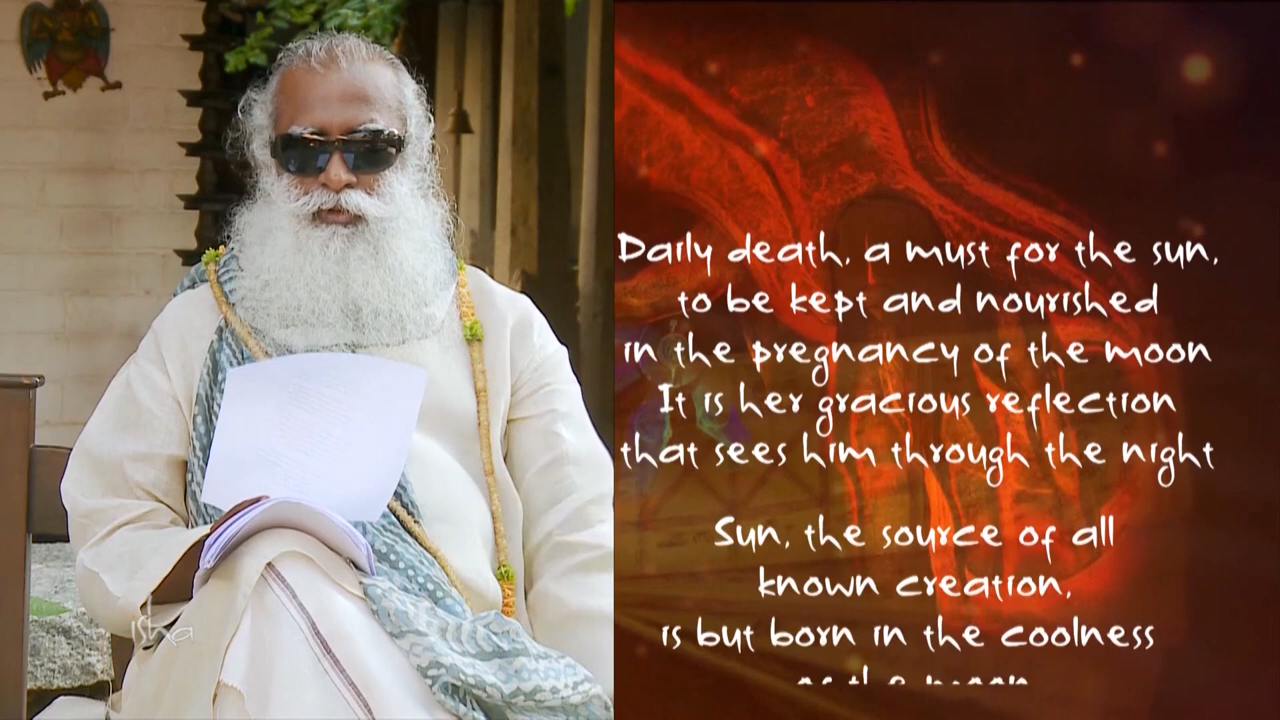 Daily death, a must for the sun,
to be kept and nourished
in the pregnancy of the moon
It is her gracious reflection
that sees him through the night
Sun, the source of all
known creation,
is but born in the coolness
isha